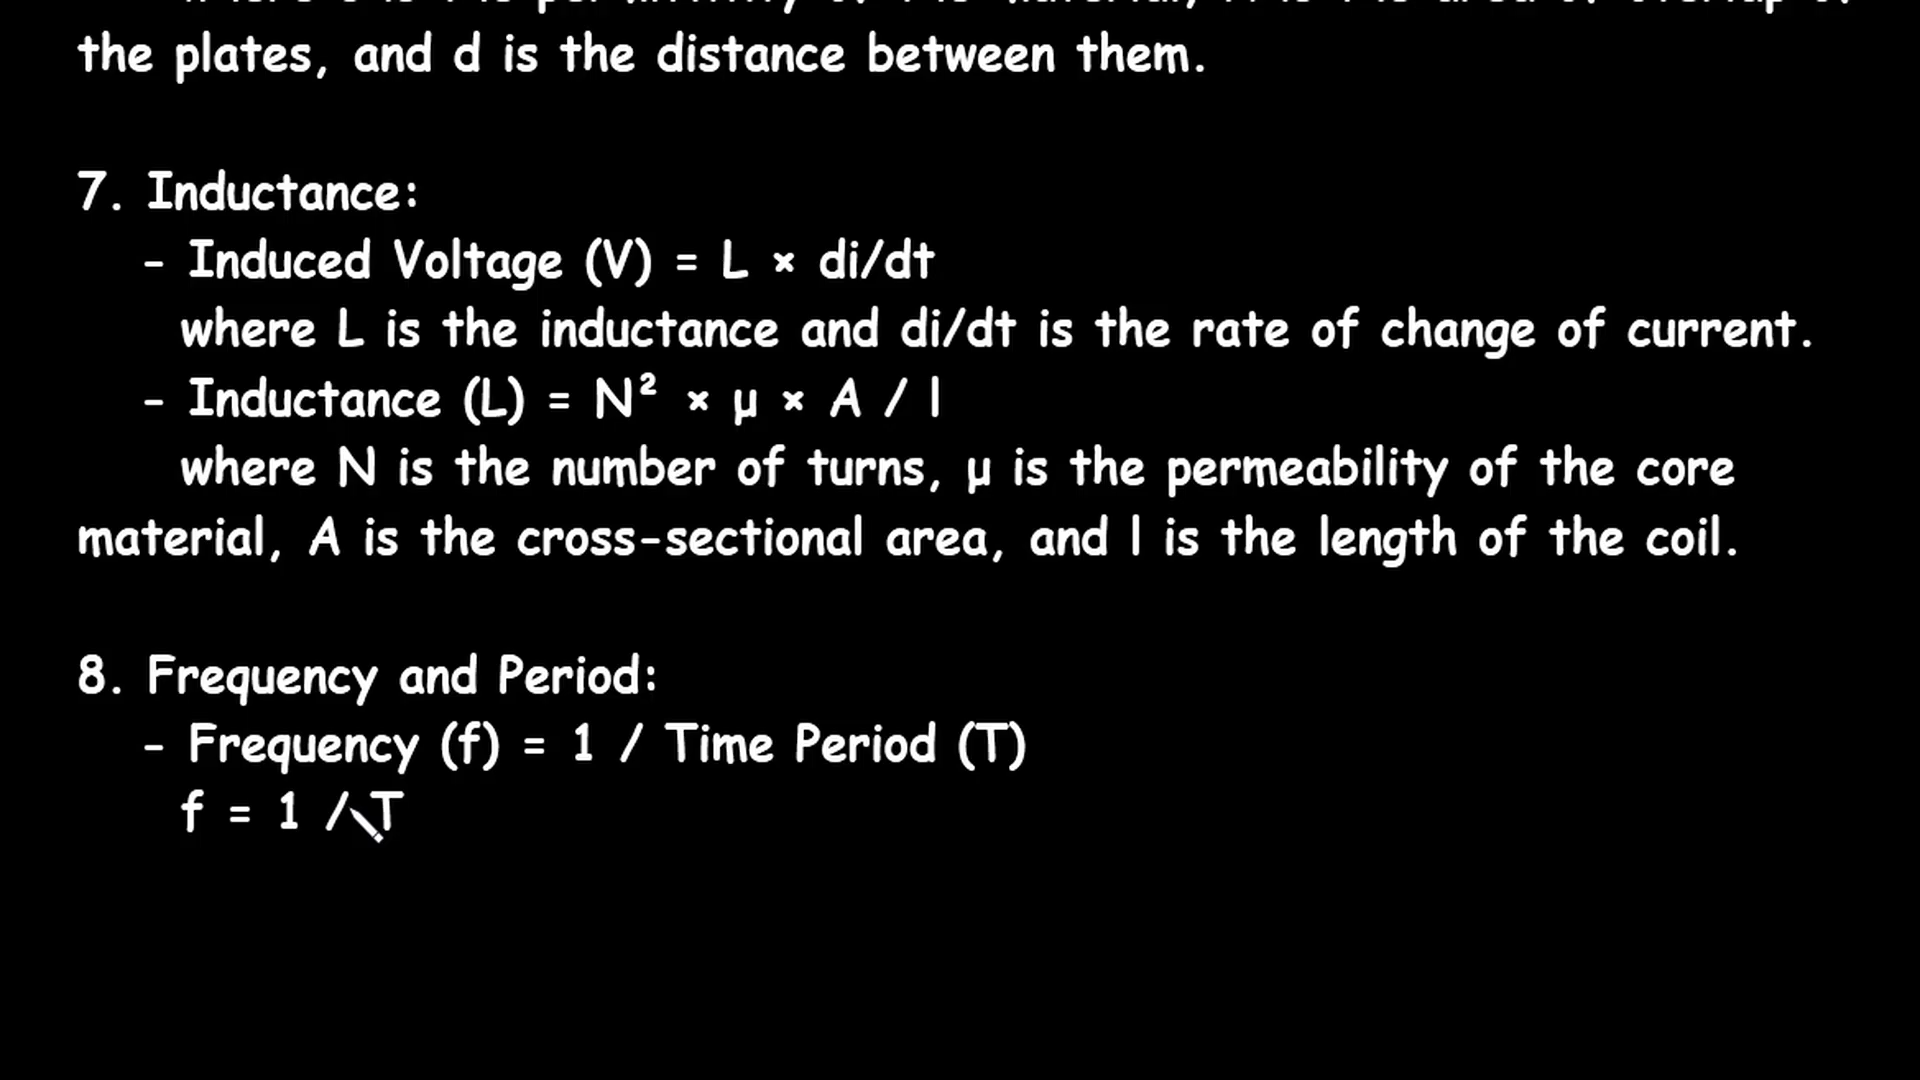 the plates, and d is the distance between them.
7. Inductance:
- Induced Voltage (V) = L × di/dt
where L is the inductance and di/dt is the rate of change of current.
- Inductance (L) = N² × μ × A / l
where N is the number of turns, μ is the permeability of the core
material, A is the cross-sectional area, and l is the length of the coil.
8. Frequency and Period:
- Frequency (f) = 1 / Time Period (T)
f = 1 / T